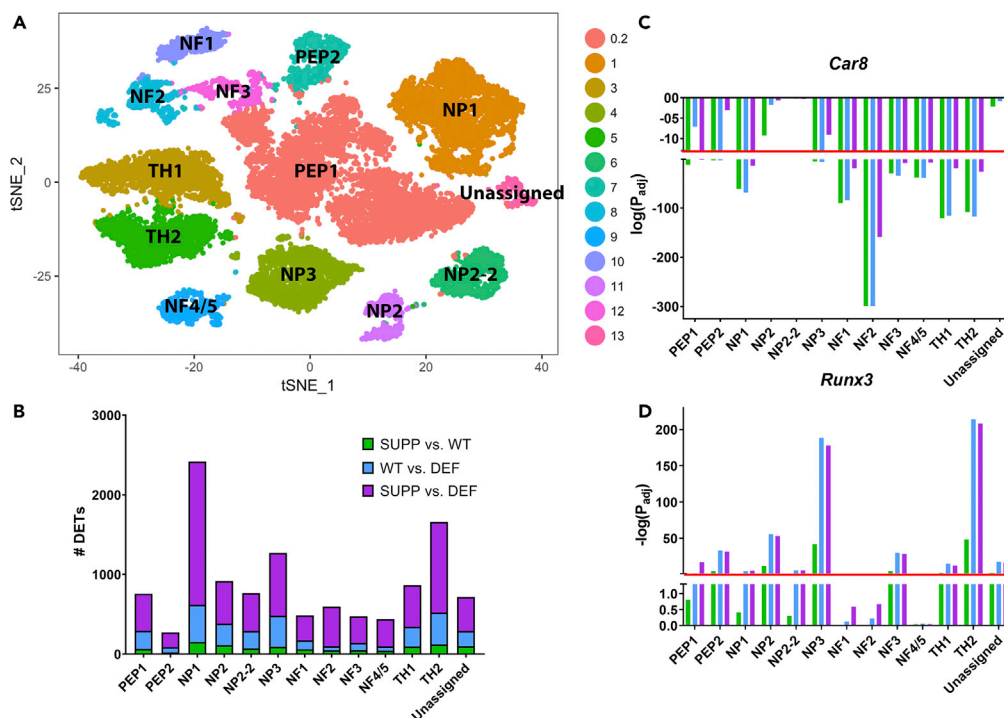 A
NF1
PEP2
NF2
NF3
NP1
TH1
PEP1
Unassigned
TH2
NP3
NP2-2
NF4/5
NP2
25
0
-25
tSNE_2
-40
-20
0
20
40
tSNE_1
0.2
1
3
4
5
6
7
8
9
10
11
12
13
B
3000
2000
1000
0
# DETs
SUPP vs. WT
WT vs. DEF
SUPP vs. DEF
PEP1
PEP2
NP1
NP2
NP2-2
NP3
NF1
NF2
NF3
NF4/5
TH1
TH2
Unassigned
C
Car8
00
-05
-10
-100
-200
-300
log(Padj)
PEP1
PEP2
NP1
NP2
NP2-2
NP3
NF1
NF2
NF3
NF4/5
TH1
TH2
Unassigned
D
Runx3
200
150
100
50
1.0
0.5
0.0
-log(Padj)
PEP1
PEP2
NP1
NP2
NP2-2
NP3
NF1
NF2
NF3
NF4/5
TH1
TH2
Unassigned